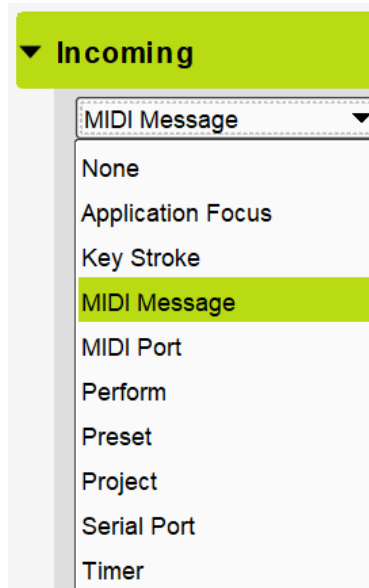 Incoming
MIDI Message
None
Application Focus
Key Stroke
MIDI Message
MIDI Port
Perform
Preset
Project
Serial Port
Timer